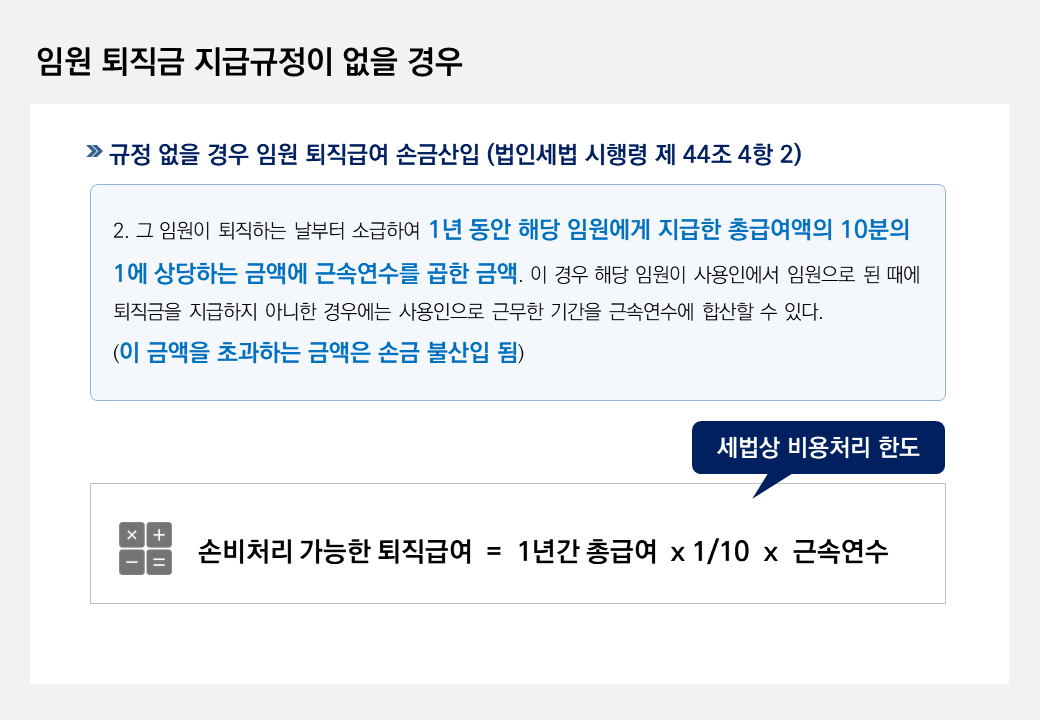 임원 퇴직금 지급규정이 없을 경우
규정 없을 경우 임원 퇴직급여 손금산입 (법인세법 시행령 제 44조 4항 2)
2. 그 임원이 퇴직하는 날부터 소급하여 1년 동안 해당 임원에게 지급한 총급여액의 10분의
1에 상당하는 금액에 근속연수를 곱한 금액. 이 경우 해당 임원이 사용인에서 임원으로 된 때에
퇴직금을 지급하지 아니한 경우에는 사용인으로 근무한 기간을 근속연수에 합산할 수 있다.
(이 금액을 초과하는 금액은 손금 불산입 됨)
세법상 비용처리 한도
손비처리 가능한 퇴직급여 = 1년간 총급여 x 1/10 x 근속연수